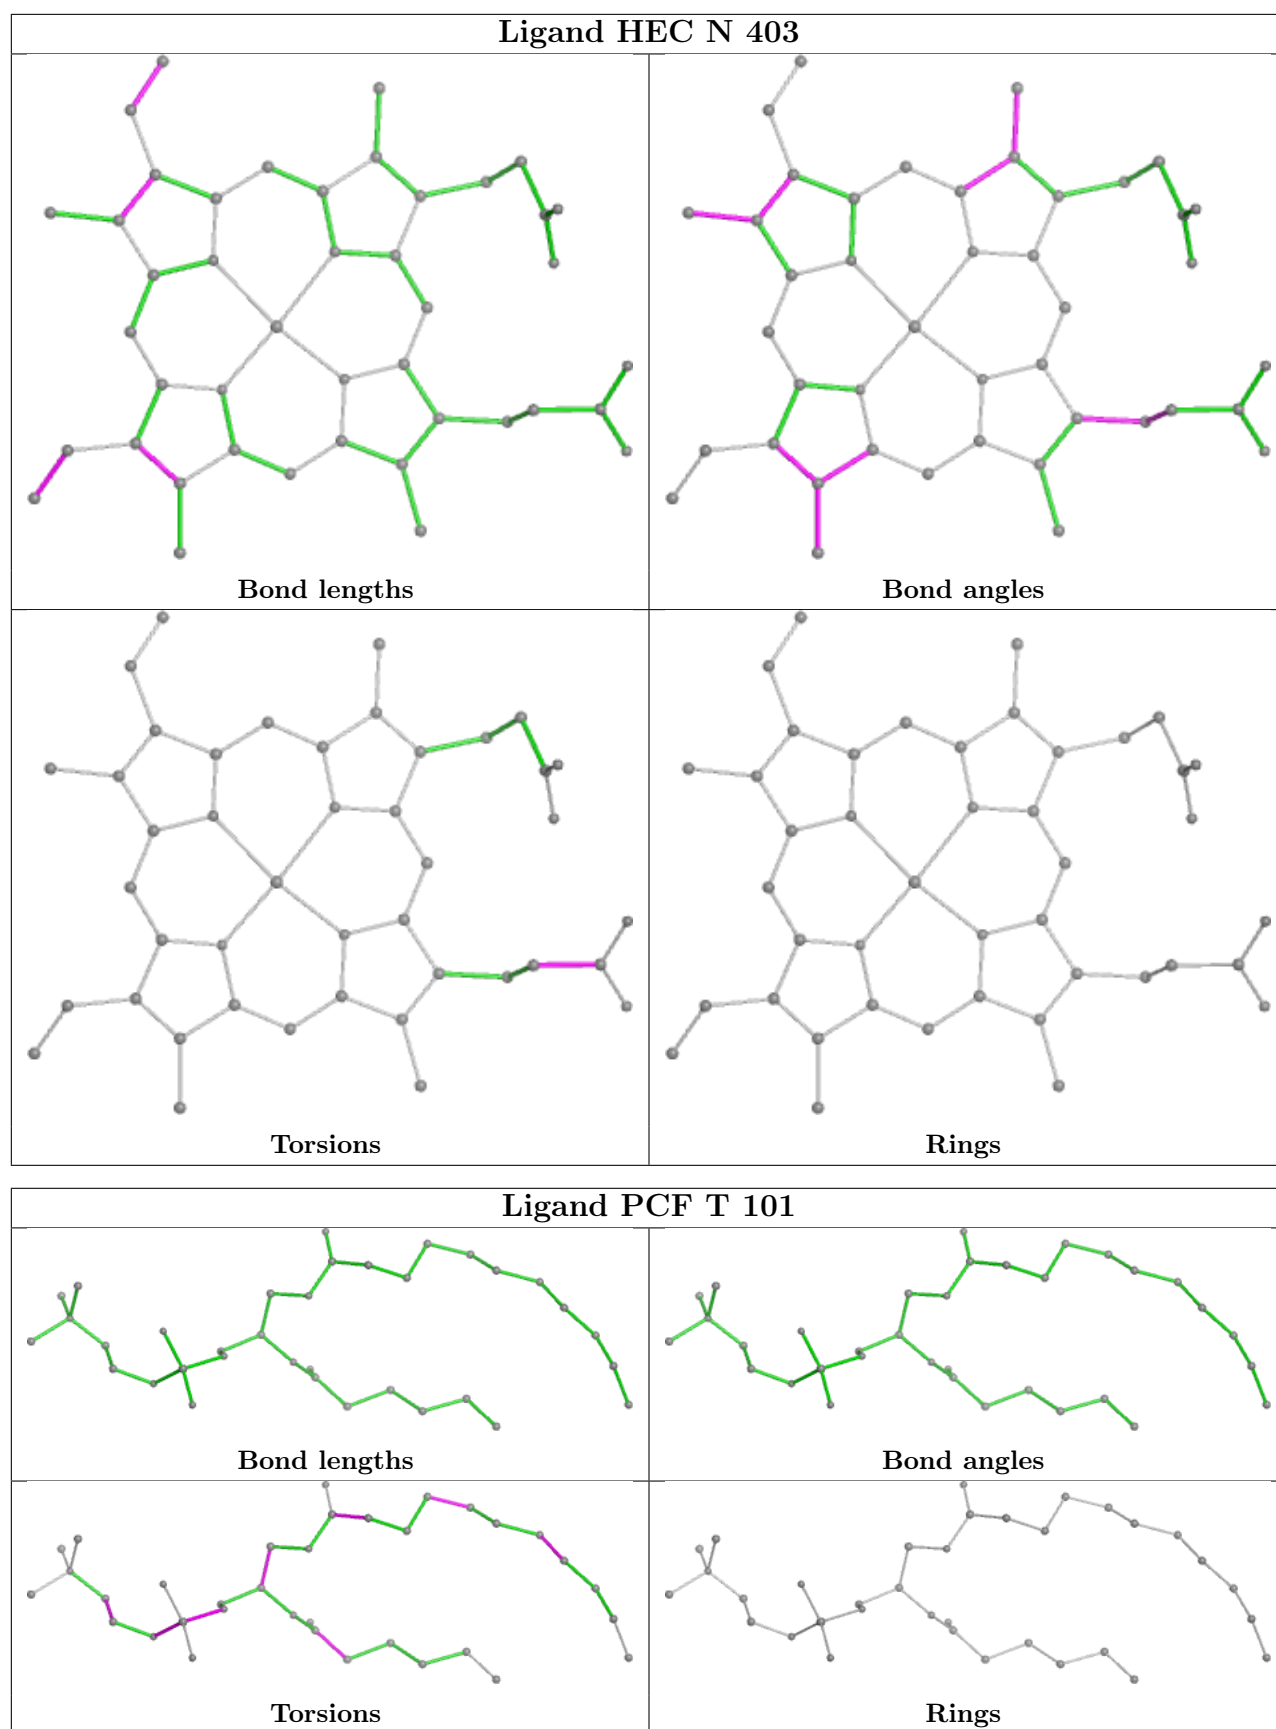 Ligand HEC N 403
Bond lengths
Bond angles
Torsions
Rings
Ligand PCF T 101
Bond lengths
Bond angles
Torsions
Rings